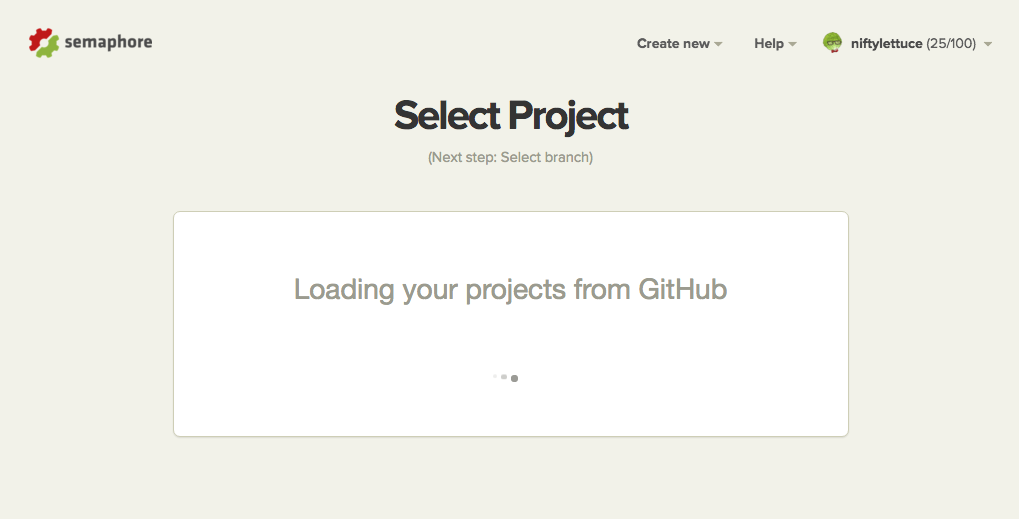 semaphore
Create new
Help
niftylettuce (25/100)
Select Project
(Next step: Select branch)
Loading your projects from GitHub